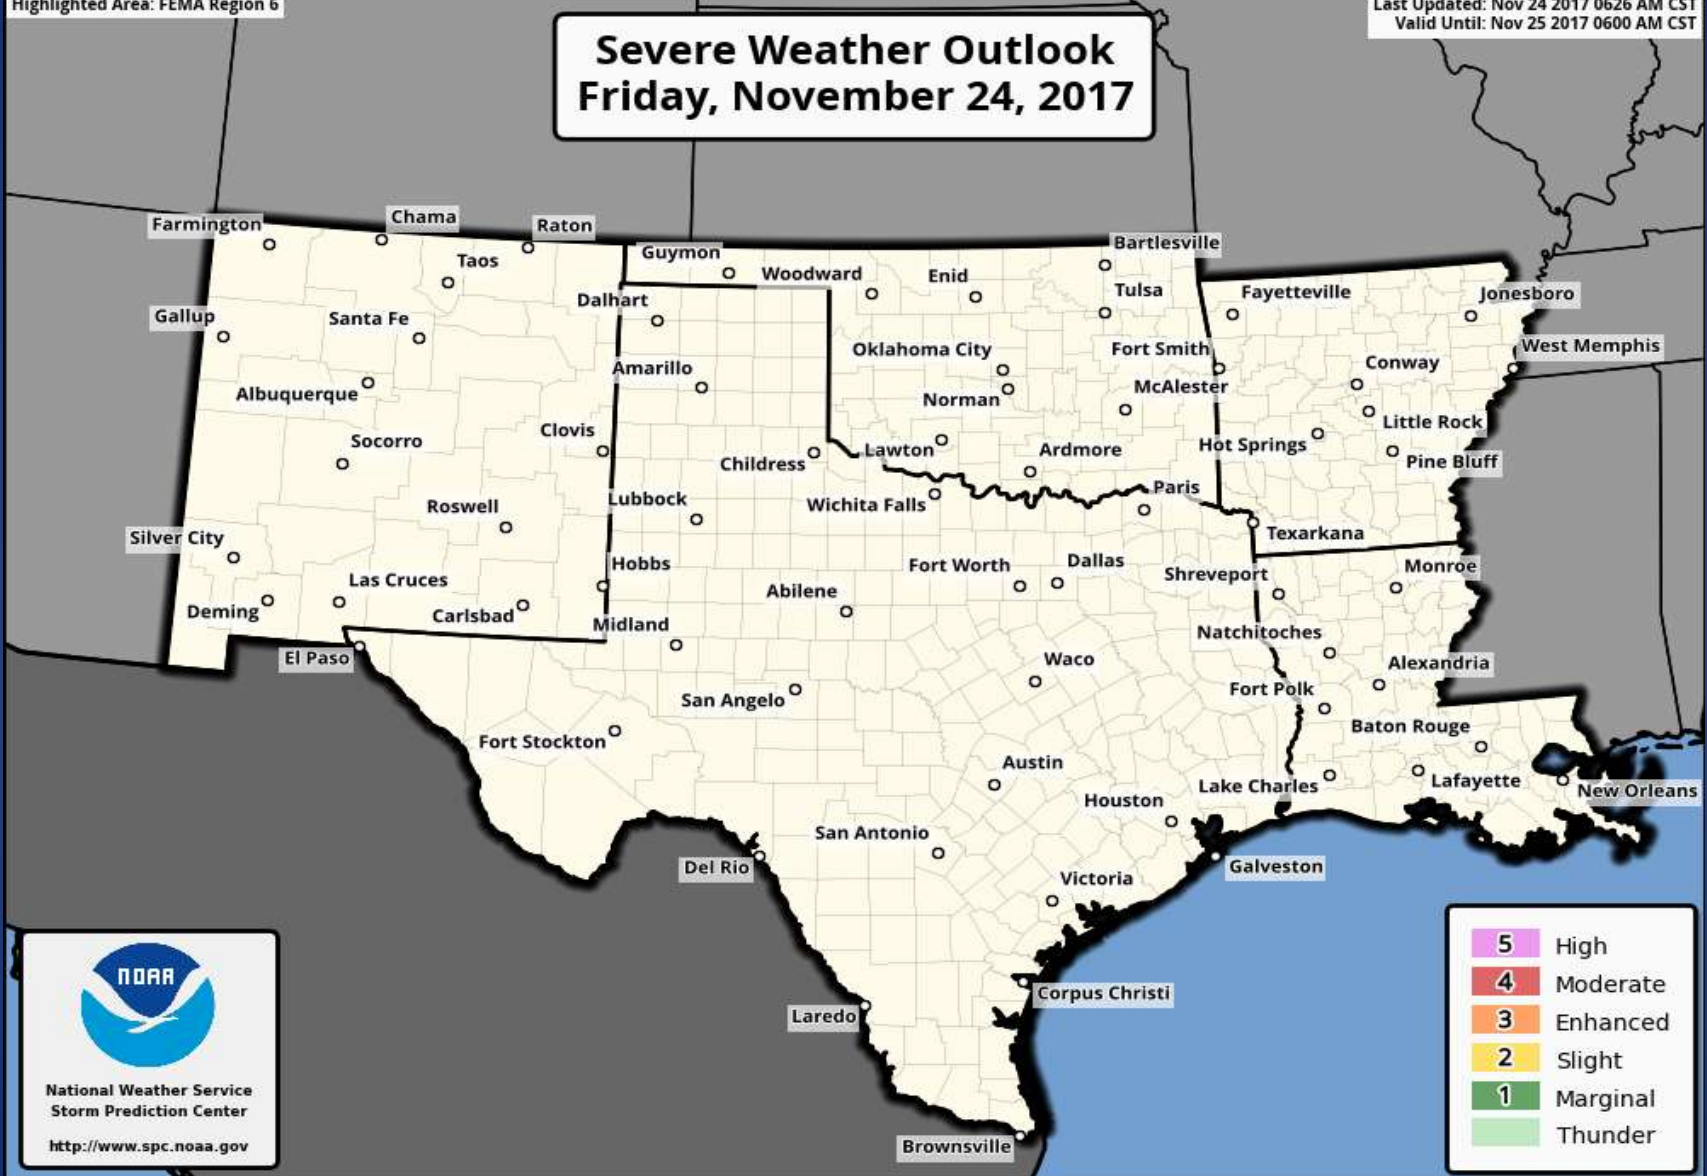 Highlighted Area: FEMA Region 6
Last Updated: Nov 24 2017 0626 AM CST
Valid Until: Nov 25 2017 0600 AM CST
Severe Weather Outlook
Friday, November 24, 2017
Farmington
Chama
Raton
Taos
Guymon
Woodward
Enid
Bartlesville
Tulsa
Fayetteville
Jonesboro
Dalhart
Gallup
Santa Fe
Oklahoma City
Fort Smith
West Memphis
Amarillo
Conway
Albuquerque
Norman
McAlester
Little Rock
Clovis
Socorro
Childress
Lawton
Ardmore
Hot Springs
Pine Bluff
Paris
Lubbock
Roswell
Wichita Falls
Texarkana
Silver City
Hobbs
Fort Worth
Dallas
Shreveport
Monroe
Las Cruces
Abilene
Deming
Carlsbad
Midland
Natchitoches
El Paso
Waco
Alexandria
San Angelo
Fort Polk
Fort Stockton
Baton Rouge
Austin
Lake Charles
Lafayette
New Orleans
Houston
San Antonio
Del Rio
Galveston
Victoria
Corpus Christi
Laredo
Brownsville
NOAA
National Weather Service
Storm Prediction Center
http://www.spc.noaa.gov
5 High
4 Moderate
3 Enhanced
2 Slight
1 Marginal
Thunder